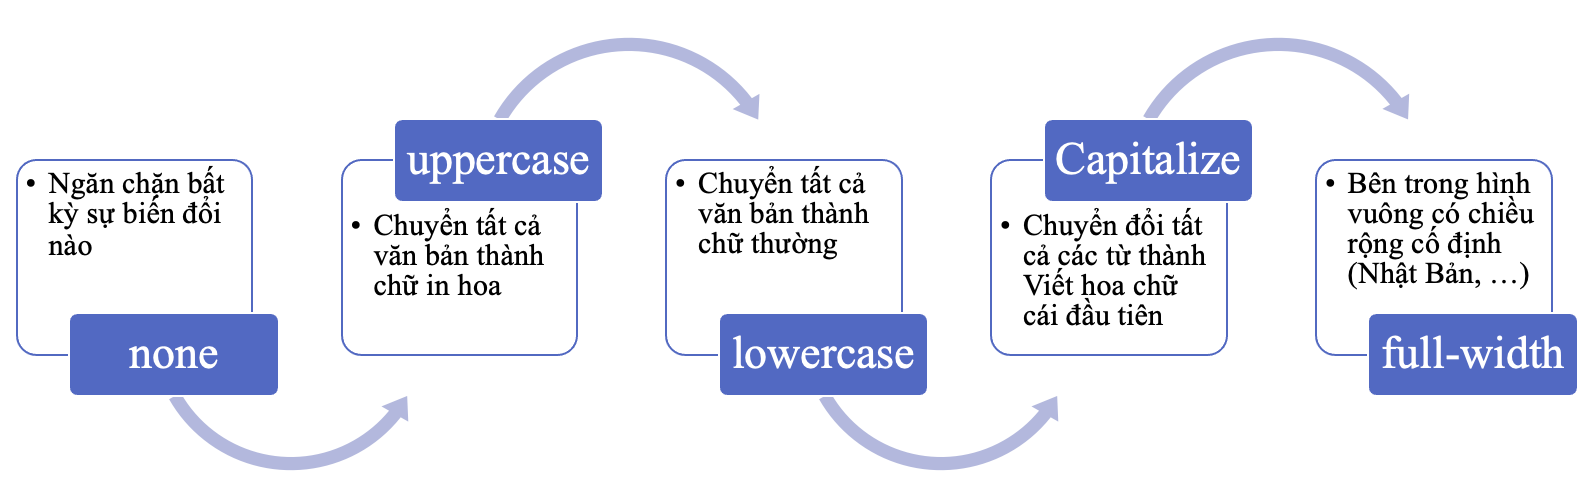 • Ngăn chặn bất
kỳ sự biến đổi
nào
none
uppercase
• Chuyển tất cả
văn bản thành
chữ in hoa
• Chuyển tất cả
văn bản thành
chữ thường
lowercase
Capitalize
• Chuyển đổi tất
cả các từ thành
Viết hoa chữ
cái đầu tiên
• Bên trong hình
vuông có chiều
rộng cố định
(Nhật Bản, …)
full-width